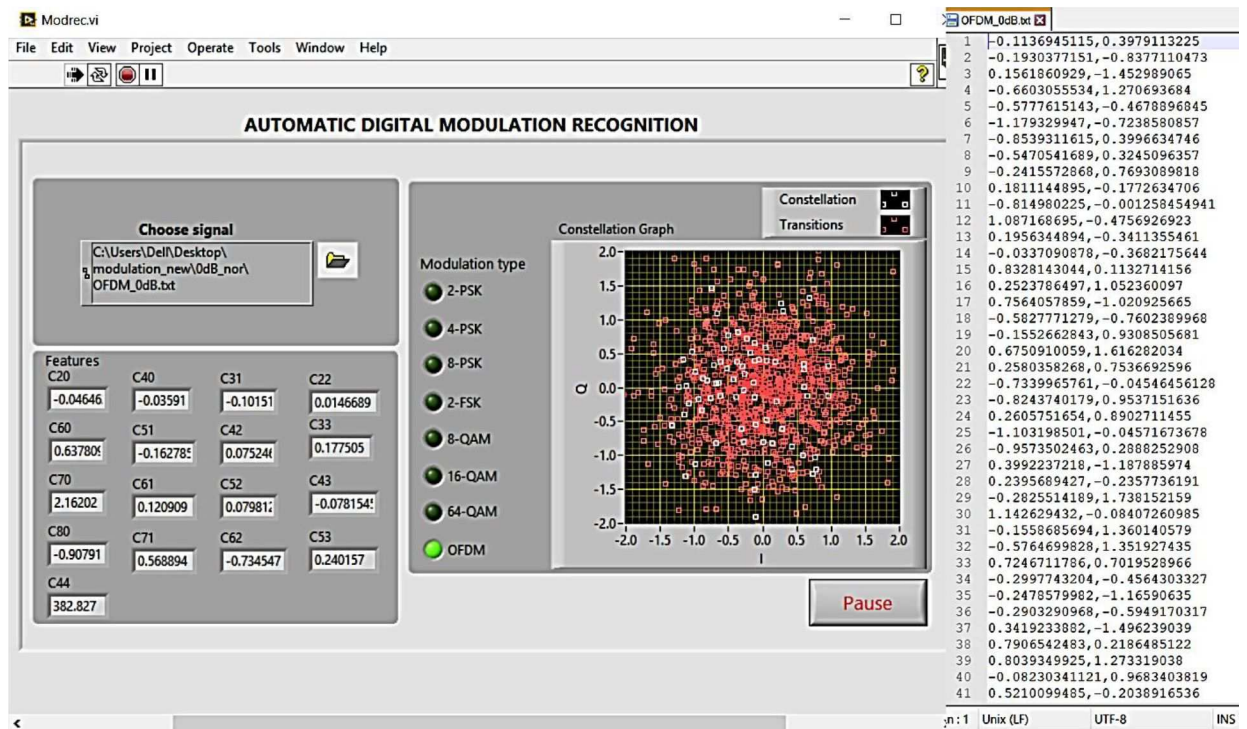 Modrec.vi
File Edit View Project Operate Tools Window Help
AUTOMATIC DIGITAL MODULATION RECOGNITION
Choose signal
C:\Users\Dell\Desktop\
modulation_new\0dB_nor\
OFDM_0dB.txt
Features
C20 C40 C31 C22
-0.04646 -0.03591 -0.10151 0.0146689
C60 C51 C42 C33
0.63780 -0.16278 0.07524 0.177505
C70 C61 C52 C43
2.16202 0.120909 0.07981 -0.078154
C80 C71 C62 C53
-0.90791 0.568894 -0.734547 0.240157
C44
382.827
Modulation type
2-PSK
4-PSK
8-PSK
2-FSK
8-QAM
16-QAM
64-QAM
OFDM
Constellation
Transitions
Constellation Graph
2.0
1.5
1.0
0.5
0.0
-0.5
-1.0
-1.5
-2.0
Q
-2.0 -1.5 -1.0 -0.5 0.0 0.5 1.0 1.5 2.0
I
Pause
OFDM_0dB.txt
1 -0.1136945115,0.3979113225
2 -0.1930377151,-0.8377110473
3 0.1561860929,-1.452989065
4 -0.6603055534,1.270693684
5 -0.5777615143,-0.4678896845
6 -1.179329947,-0.7238580857
7 -0.8539311615,0.3996634746
8 -0.5470541689,0.3245096357
9 -0.2415572868,0.7693089818
10 0.1811144895,-0.1772634706
11 -0.814980225,-0.001258454941
12 1.087168695,-0.4756926923
13 0.1956344894,-0.3411355461
14 -0.0337090878,-0.3682175644
15 0.8328143044,0.1132714156
16 0.2523786497,1.052360097
17 0.7564057859,-1.020925665
18 -0.5827771279,-0.7602389968
19 -0.1552662843,0.9308505681
20 0.6750910059,1.616282034
21 0.2580358268,0.7536692596
22 -0.7339965761,-0.04546456128
23 -0.8243740179,0.9537151636
24 0.2605751654,0.8902711455
25 -1.103198501,-0.04571673678
26 -0.9573502463,0.2888252908
27 0.3992237218,-1.187885974
28 0.2395689427,-0.2357736191
29 -0.2825514189,1.738152159
30 1.142629432,-0.08407260985
31 -0.1558685694,1.360140579
32 -0.5764699828,1.351927435
33 0.7246711786,0.7019528966
34 -0.2997743204,-0.4564303327
35 -0.2478579982,-1.16590635
36 -0.2903290968,-0.5949170317
37 0.3419233882,-1.496239039
38 0.7906542483,0.2186485122
39 0.8039349925,1.273319038
40 -0.08230341121,0.9683403819
41 0.5210099485,-0.2038916536
n : 1 Unix (LF) UTF-8 INS